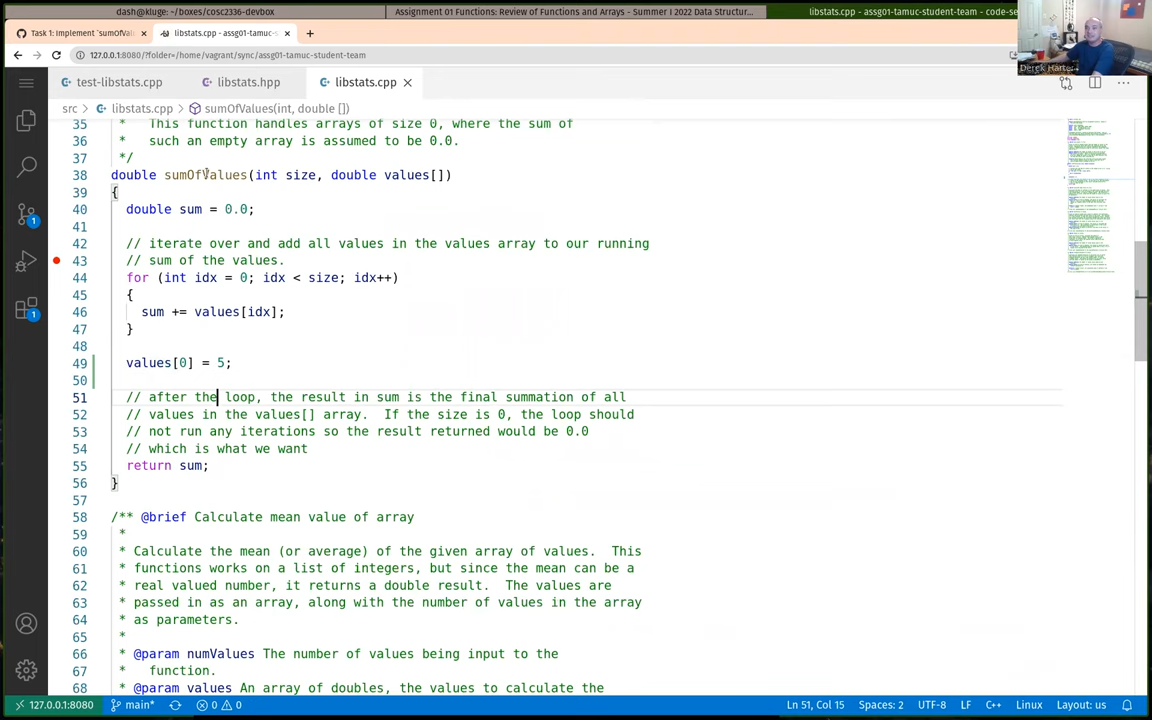 dash@kluge: ~/boxes/cosc2336-devbox
Assignment 01 Functions: Review of Functions and Arrays - Summer I 2022 Data Structur...
libstats.cpp - assg01-tamuc-student-team - code-se
Task 1: Implement `sumOfVal
libstats.cpp - assg01-tamuc-
127.0.0.1:8080/?folder=/home/vagrant/sync/assg01-tamuc-student-team
Derek Harter
test-libstats.cpp
libstats.hpp
libstats.cpp
src > libstats.cpp > sumOfValues(int, double [])
35 * This function handles arrays of size 0, where the sum of
36 * such an empty array is assumed to be 0.0.
37 */
38 double sumOfValues(int size, double values[])
39 {
40 double sum = 0.0;
41
42 // iterate over and add all values in the values array to our running
43 // sum of the values.
44 for (int idx = 0; idx < size; idx++)
45 {
46 sum += values[idx];
47 }
48
49 values[0] = 5;
50
51 // after the loop, the result in sum is the final summation of all
52 // values in the values[] array. If the size is 0, the loop should
53 // not run any iterations so the result returned would be 0.0
54 // which is what we want
55 return sum;
56 }
57
58 /** @brief Calculate mean value of array
59 *
60 * Calculate the mean (or average) of the given array of values. This
61 * functions works on a list of integers, but since the mean can be a
62 * real valued number, it returns a double result. The values are
63 * passed in as an array, along with the number of values in the array
64 * as parameters.
65 *
66 * @param numValues The number of values being input to the
67 * function.
68 * @param values An array of doubles, the values to calculate the
1
1
127.0.0.1:8080 main* 0 0 Ln 51, Col 15 Spaces: 2 UTF-8 LF C++ Linux Layout: us